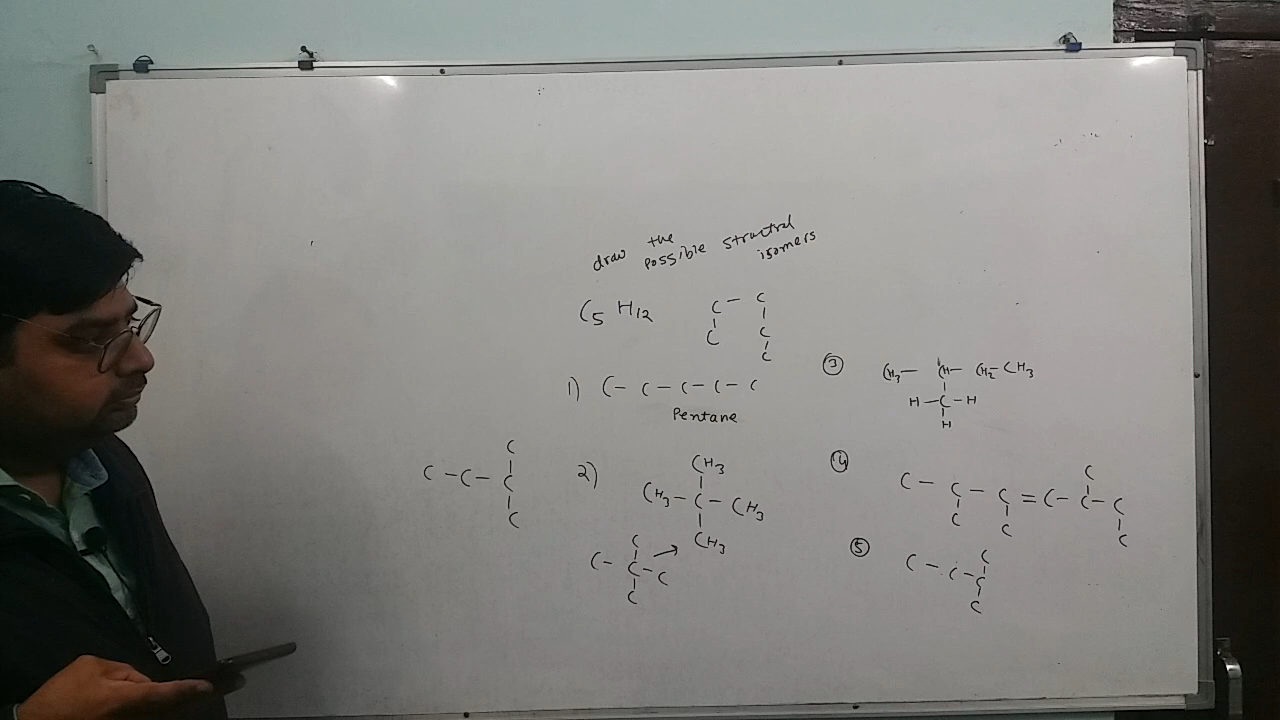 draw the possible structral isomers
C5 H12
C - C
C C
C
1) C - C - C - C - C
Pentane
③ CH3 - CH - CH2 - CH3
H - C - H
H
C - C - C
C
C
2) CH3
CH3 - C - CH3
CH3
C
C - C - C →
C
④ C
C - C - C = C - C - C
C C C
⑤ C
C - C - C
C